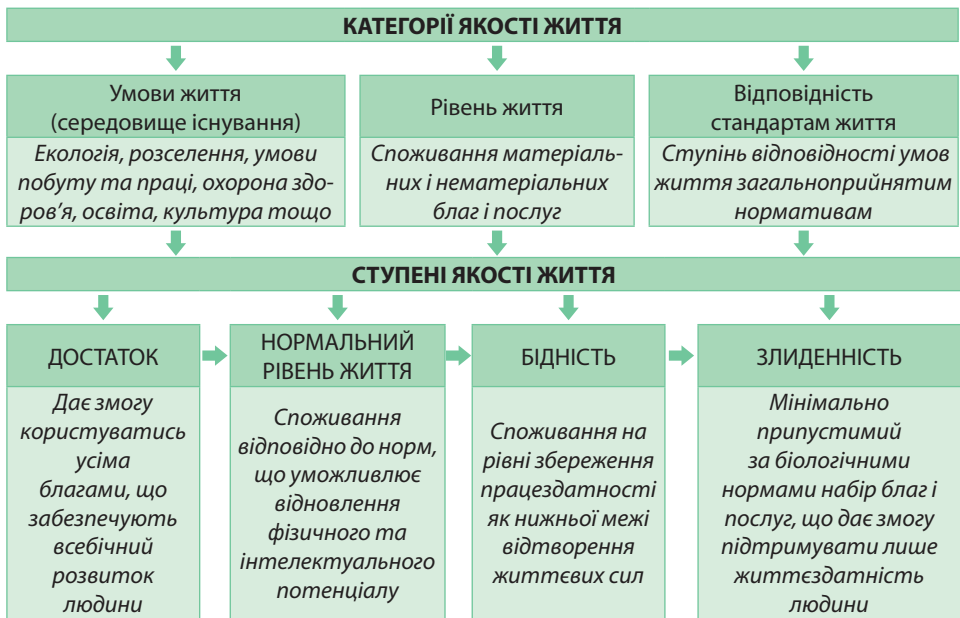 КАТЕГОРІЇ ЯКОСТІ ЖИТТЯ
Умови життя
(середовище існування)
Екологія, розселення, умови
побуту та праці, охорона здо-
ров’я, освіта, культура тощо
Рівень життя
Споживання матеріаль-
них і нематеріальних
благ і послуг
Відповідність
стандартам життя
Ступінь відповідності умов
життя загальноприйнятим
нормативам
СТУПЕНІ ЯКОСТІ ЖИТТЯ
ДОСТАТОК
Дає змогу
користуватись
усіма
благами, що
забезпечують
всебічний
розвиток
людини
НОРМАЛЬНИЙ
РІВЕНЬ ЖИТТЯ
Споживання
відповідно до норм,
що уможливлює
відновлення
фізичного та
інтелектуального
потенціалу
БІДНІСТЬ
Споживання на
рівні збереження
працездатності
як нижньої межі
відтворення
життєвих сил
ЗЛИДЕННІСТЬ
Мінімально
припустимий
за біологічними
нормами набір благ і
послуг, що дає змогу
підтримувати лише
життєздатність
людини